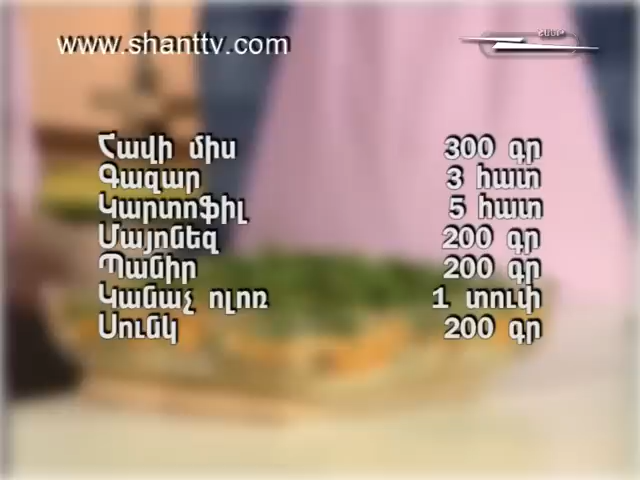 www.shanttv.com
ՇԱՆԹ
Հավի միս 300 գր
Գազար 3 հատ
Կարտոֆիլ 5 հատ
Մայոնեզ 200 գր
Պանիր 200 գր
Կանաչ ոլոռ 1 տուփ
Սունկ 200 գր